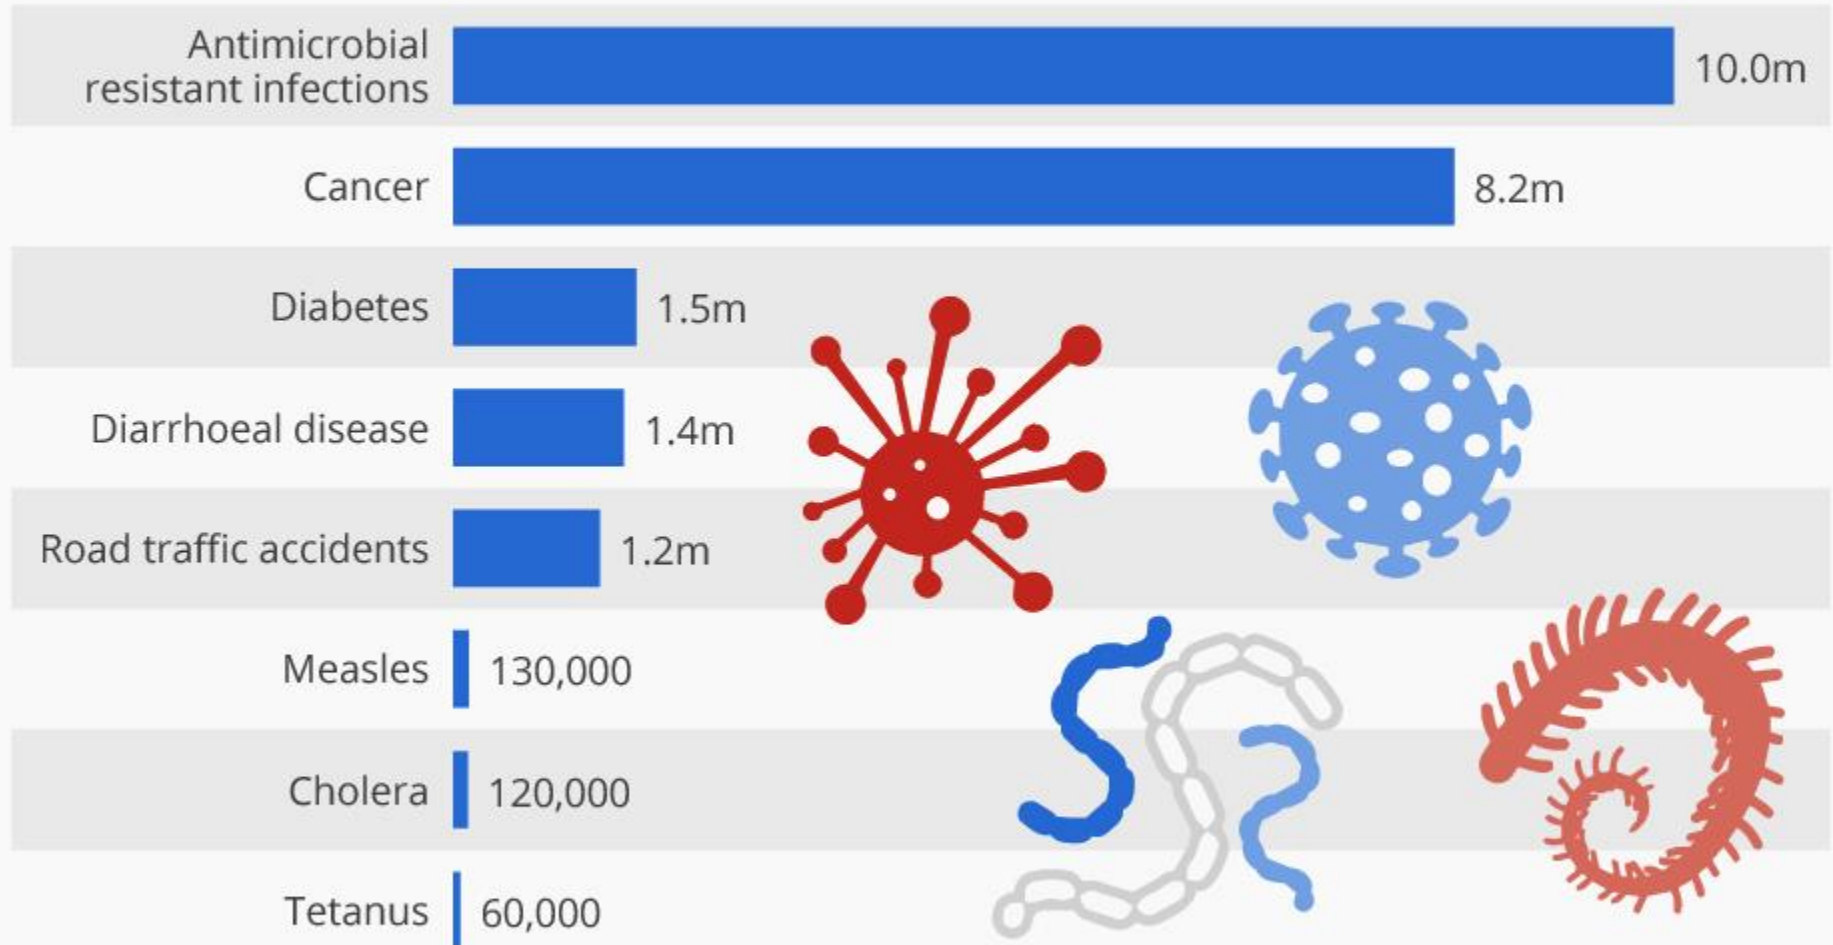 Antimicrobial
resistant infections
10.0m
Cancer
8.2m
Diabetes
1.5m
Diarrhoeal disease
1.4m
Road traffic accidents
1.2m
Measles
130,000
Cholera
120,000
Tetanus
60,000